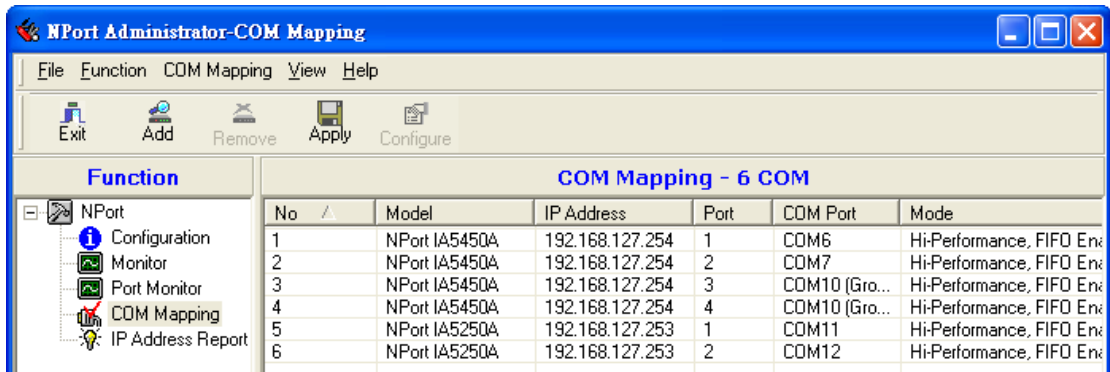 NPort Administrator-COM Mapping
File Function COM Mapping View Help
Exit Add Remove Apply Configure
Function
COM Mapping - 6 COM
NPort
Configuration
Monitor
Port Monitor
COM Mapping
IP Address Report
No Model IP Address Port COM Port Mode
1 NPort IA5450A 192.168.127.254 1 COM6 Hi-Performance, FIFO Ena
2 NPort IA5450A 192.168.127.254 2 COM7 Hi-Performance, FIFO Ena
3 NPort IA5450A 192.168.127.254 3 COM10 (Gro... Hi-Performance, FIFO Ena
4 NPort IA5450A 192.168.127.254 4 COM10 (Gro... Hi-Performance, FIFO Ena
5 NPort IA5250A 192.168.127.253 1 COM11 Hi-Performance, FIFO Ena
6 NPort IA5250A 192.168.127.253 2 COM12 Hi-Performance, FIFO Ena